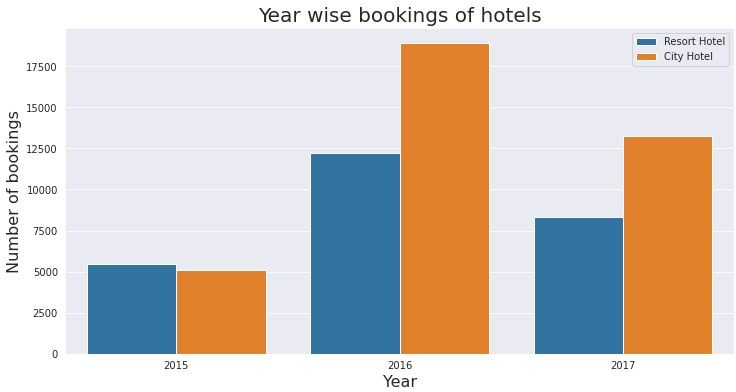 Year wise bookings of hotels
Resort Hotel
City Hotel
17500
15000
12500
10000
7500
5000
2500
0
Number of bookings
2015
2016
2017
Year